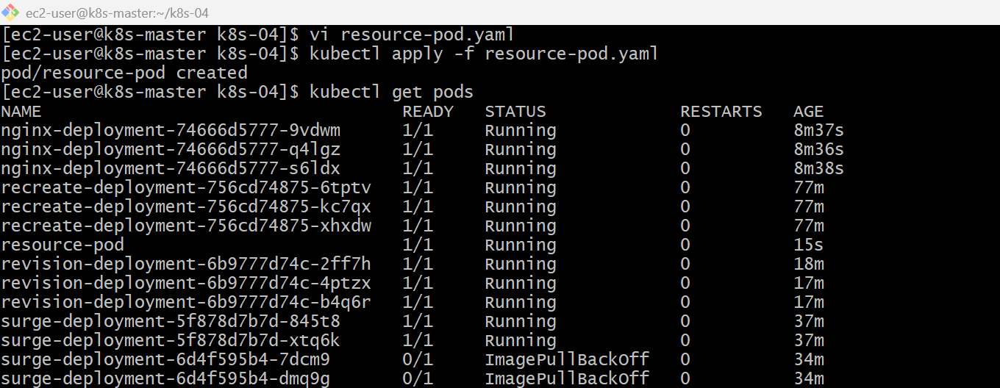 ec2-user@k8s-master:~/k8s-04
[ec2-user@k8s-master k8s-04]$ vi resource-pod.yaml
[ec2-user@k8s-master k8s-04]$ kubectl apply -f resource-pod.yaml
pod/resource-pod created
[ec2-user@k8s-master k8s-04]$ kubectl get pods
NAME READY STATUS RESTARTS AGE
nginx-deployment-74666d5777-9vdwm 1/1 Running 0 8m37s
nginx-deployment-74666d5777-q4lgz 1/1 Running 0 8m36s
nginx-deployment-74666d5777-s6ldx 1/1 Running 0 8m38s
recreate-deployment-756cd74875-6tptv 1/1 Running 0 77m
recreate-deployment-756cd74875-kc7qx 1/1 Running 0 77m
recreate-deployment-756cd74875-xhxdw 1/1 Running 0 77m
resource-pod 1/1 Running 0 15s
revision-deployment-6b9777d74c-2ff7h 1/1 Running 0 18m
revision-deployment-6b9777d74c-4ptzx 1/1 Running 0 17m
revision-deployment-6b9777d74c-b4q6r 1/1 Running 0 17m
surge-deployment-5f878d7b7d-845t8 1/1 Running 0 37m
surge-deployment-5f878d7b7d-xtq6k 1/1 Running 0 37m
surge-deployment-6d4f595b4-7dcm9 0/1 ImagePullBackOff 0 34m
surge-deployment-6d4f595b4-dmq9g 0/1 ImagePullBackOff 0 34m